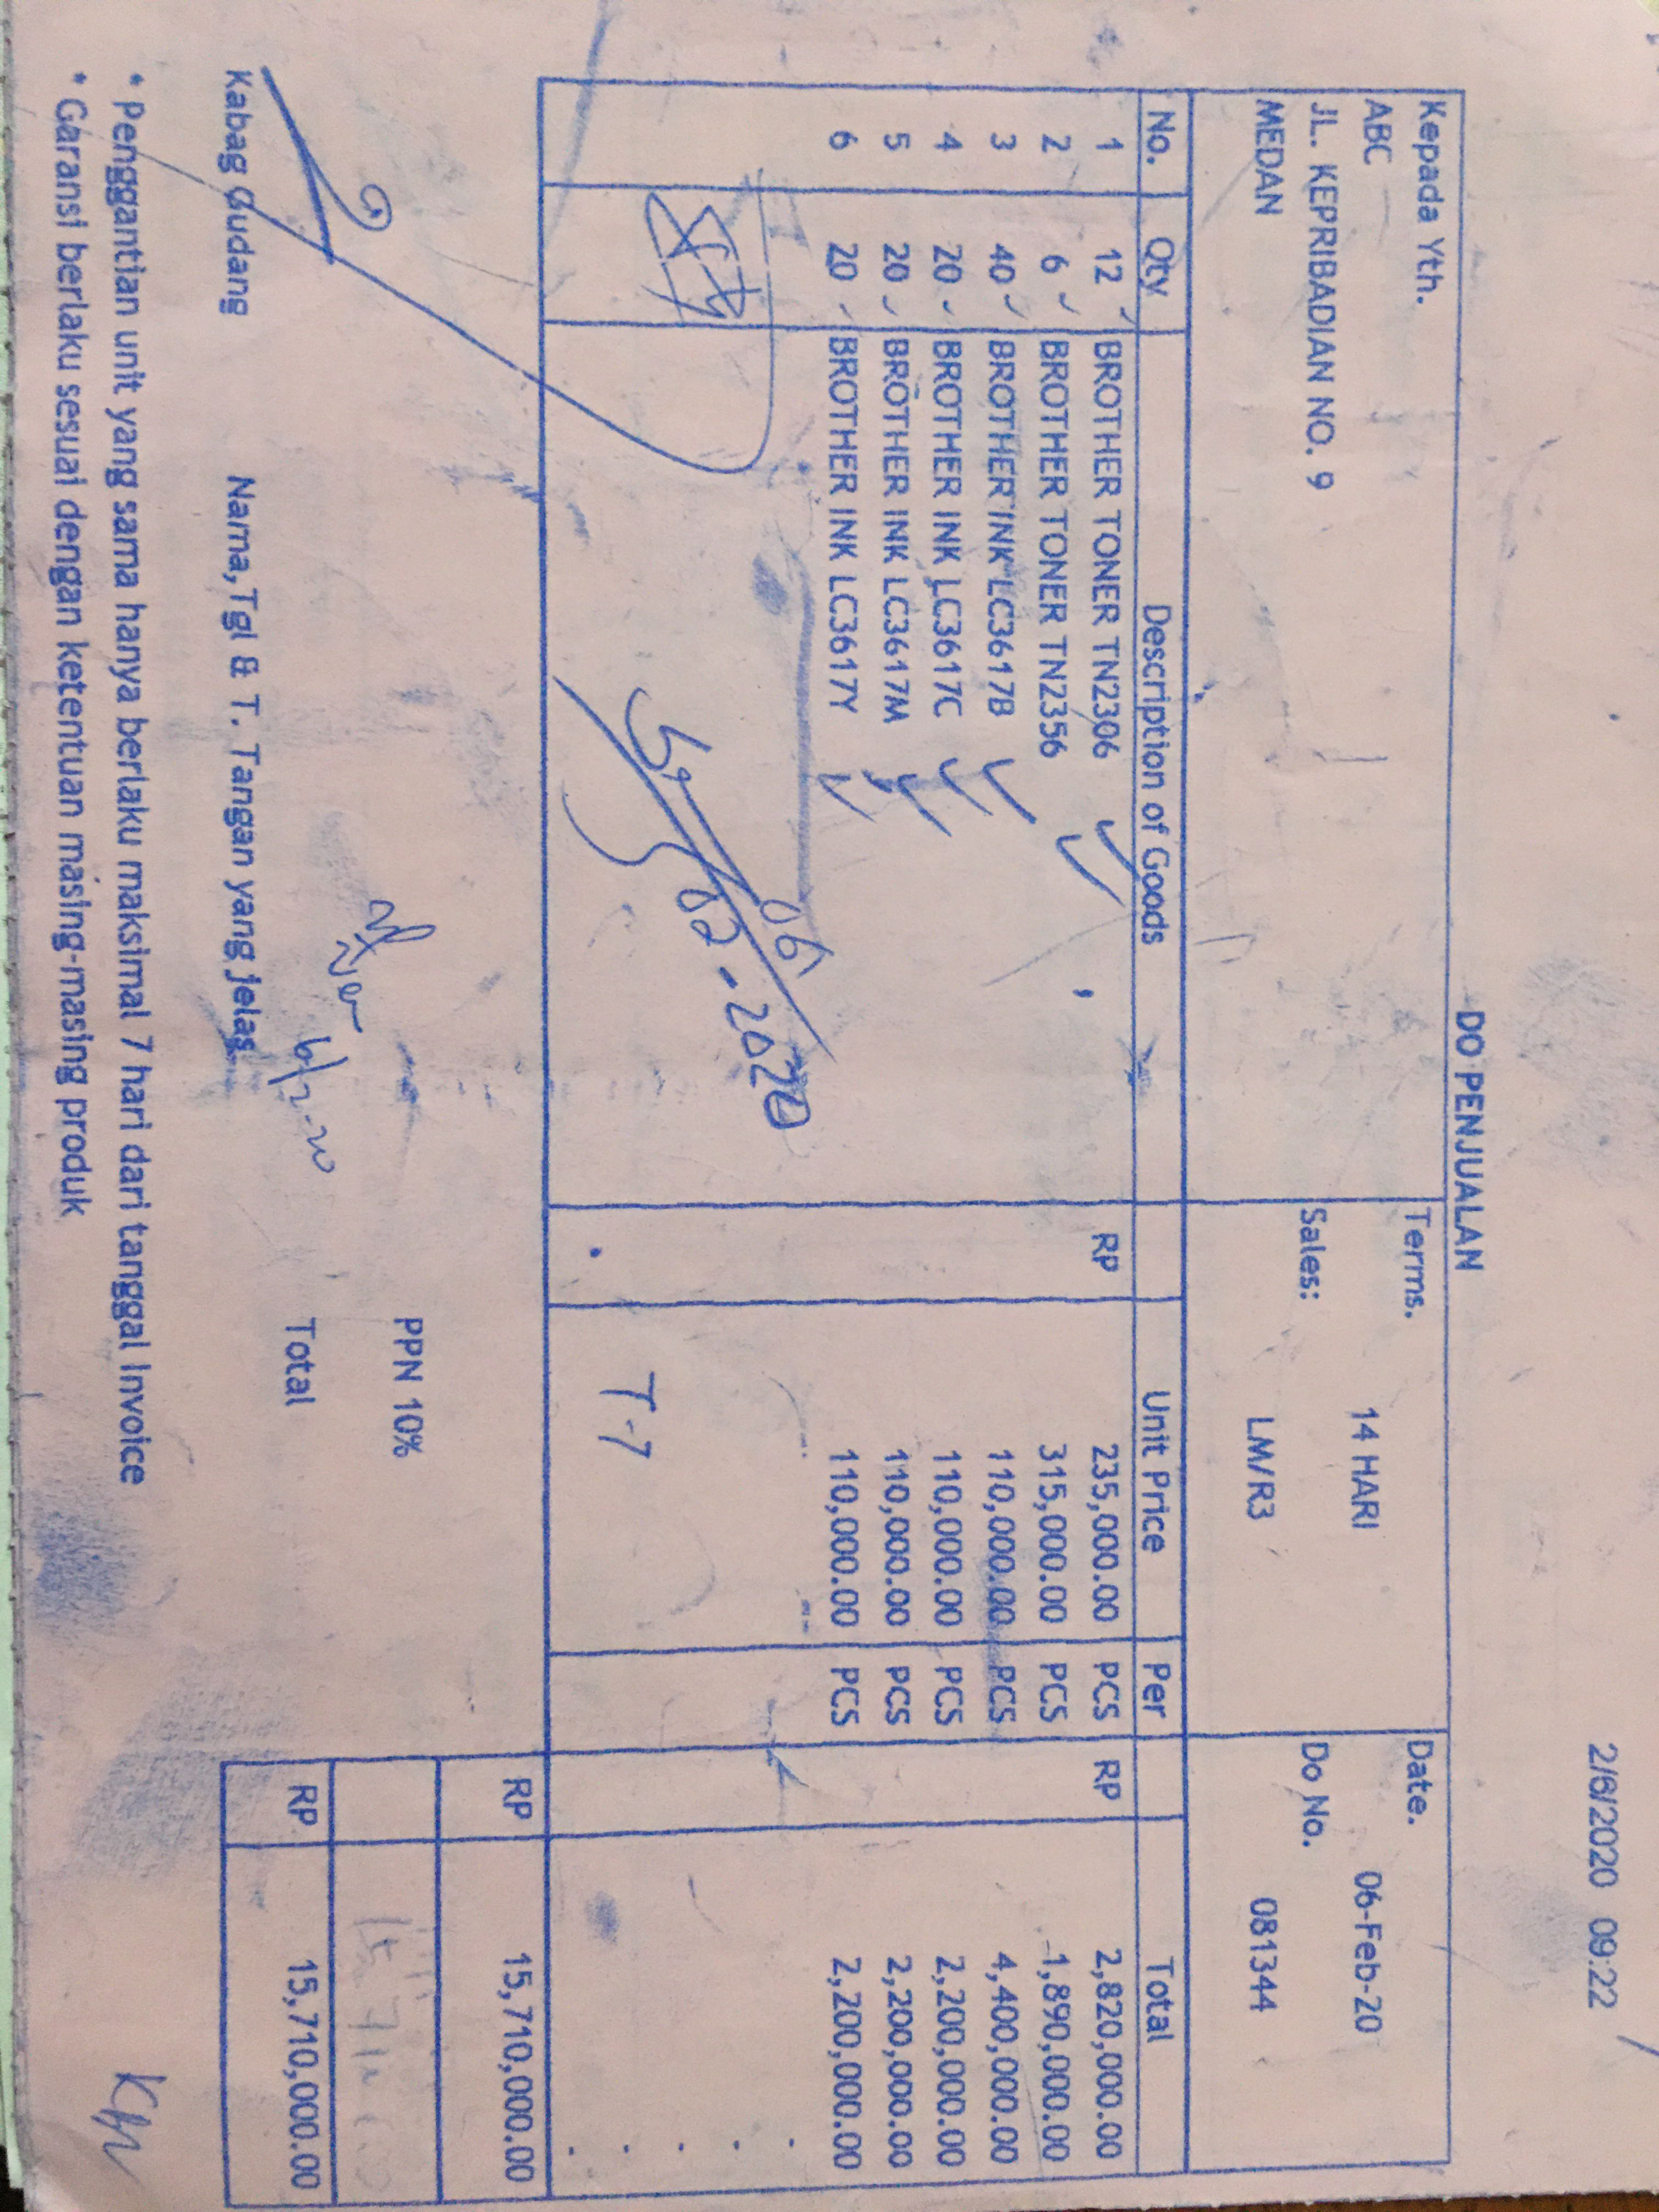 2/6/2020 09:22
DO PENJUALAN
Kepada Yth. Terms. Date.
ABC 14 HARI 06-Feb-20
JL. KEPRIBADIAN NO. 9 Sales: Do No.
MEDAN LM/R3 081344
No. Qty Description of Goods Unit Price Per Total
1 12 BROTHER TONER TN2306 RP 235,000.00 PCS RP 2,820,000.00
2 6 BROTHER TONER TN2356 315,000.00 PCS 1,890,000.00
3 40 BROTHER INK LC3617B 110,000.00 PCS 4,400,000.00
4 20 BROTHER INK LC3617C 110,000.00 PCS 2,200,000.00
5 20 BROTHER INK LC3617M 110,000.00 PCS 2,200,000.00
6 20 BROTHER INK LC3617Y 110,000.00 PCS 2,200,000.00
06
02.2020
T-7
RP 15,710,000.00
PPN 10%
6/2-20
Total RP 15,710,000.00
Kabag Gudang Nama,Tgl & T. Tangan yang jelas
* Penggantian unit yang sama hanya berlaku maksimal 7 hari dari tanggal Invoice
* Garansi berlaku sesuai dengan ketentuan masing-masing produk